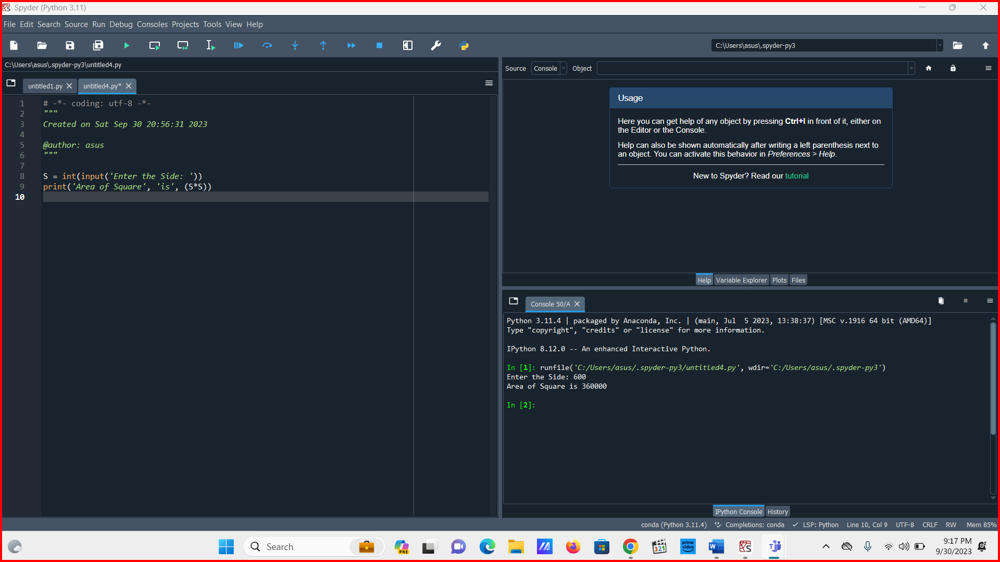 Spyder (Python 3.11)
File Edit Search Source Run Debug Consoles Projects Tools View Help
C:\Users\asus\.spyder-py3
C:\Users\asus\.spyder-py3\untitled4.py
untitled1.py
untitled4.py*
1 # -*- coding: utf-8 -*-
2 """
3 Created on Sat Sep 30 20:56:31 2023
4
5 @author: asus
6 """
7
8 S = int(input('Enter the Side: '))
9 print('Area of Square', 'is', (S*S))
10
Source Console Object
Usage
Here you can get help of any object by pressing Ctrl+I in front of it, either on
the Editor or the Console.
Help can also be shown automatically after writing a left parenthesis next to
an object. You can activate this behavior in Preferences > Help.
New to Spyder? Read our tutorial
Help Variable Explorer Plots Files
Console 50/A
Python 3.11.4 | packaged by Anaconda, Inc. | (main, Jul  5 2023, 13:38:37) [MSC v.1916 64 bit (AMD64)]
Type "copyright", "credits" or "license" for more information.
IPython 8.12.0 -- An enhanced Interactive Python.
In [1]: runfile('C:/Users/asus/.spyder-py3/untitled4.py', wdir='C:/Users/asus/.spyder-py3')
Enter the Side: 600
Area of Square is 360000
In [2]:
IPython Console History
conda (Python 3.11.4) Completions: conda LSP: Python Line 10, Col 9 UTF-8 CRLF RW Mem 85%
Search
PRE
321
prime video
9:17 PM
9/30/2023